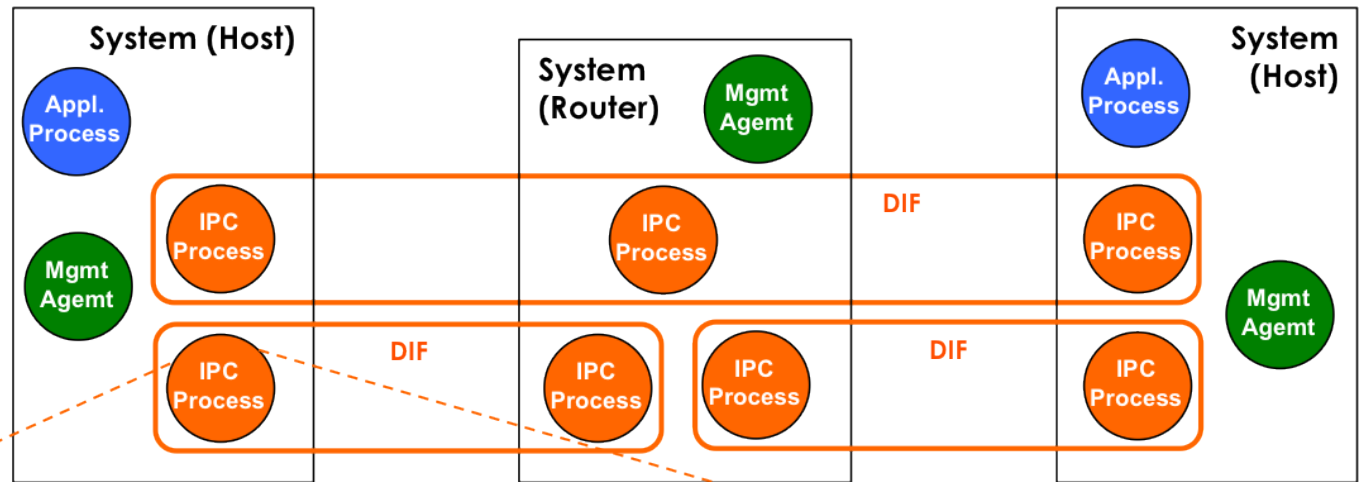 System (Host)
Appl.
Process
Mgmt
Agemt
IPC
Process
IPC
Process
System
(Router)
Mgmt
Agemt
IPC
Process
IPC
Process
IPC
Process
DIF
DIF
DIF
System
(Host)
Appl.
Process
IPC
Process
Mgmt
Agemt
IPC
Process